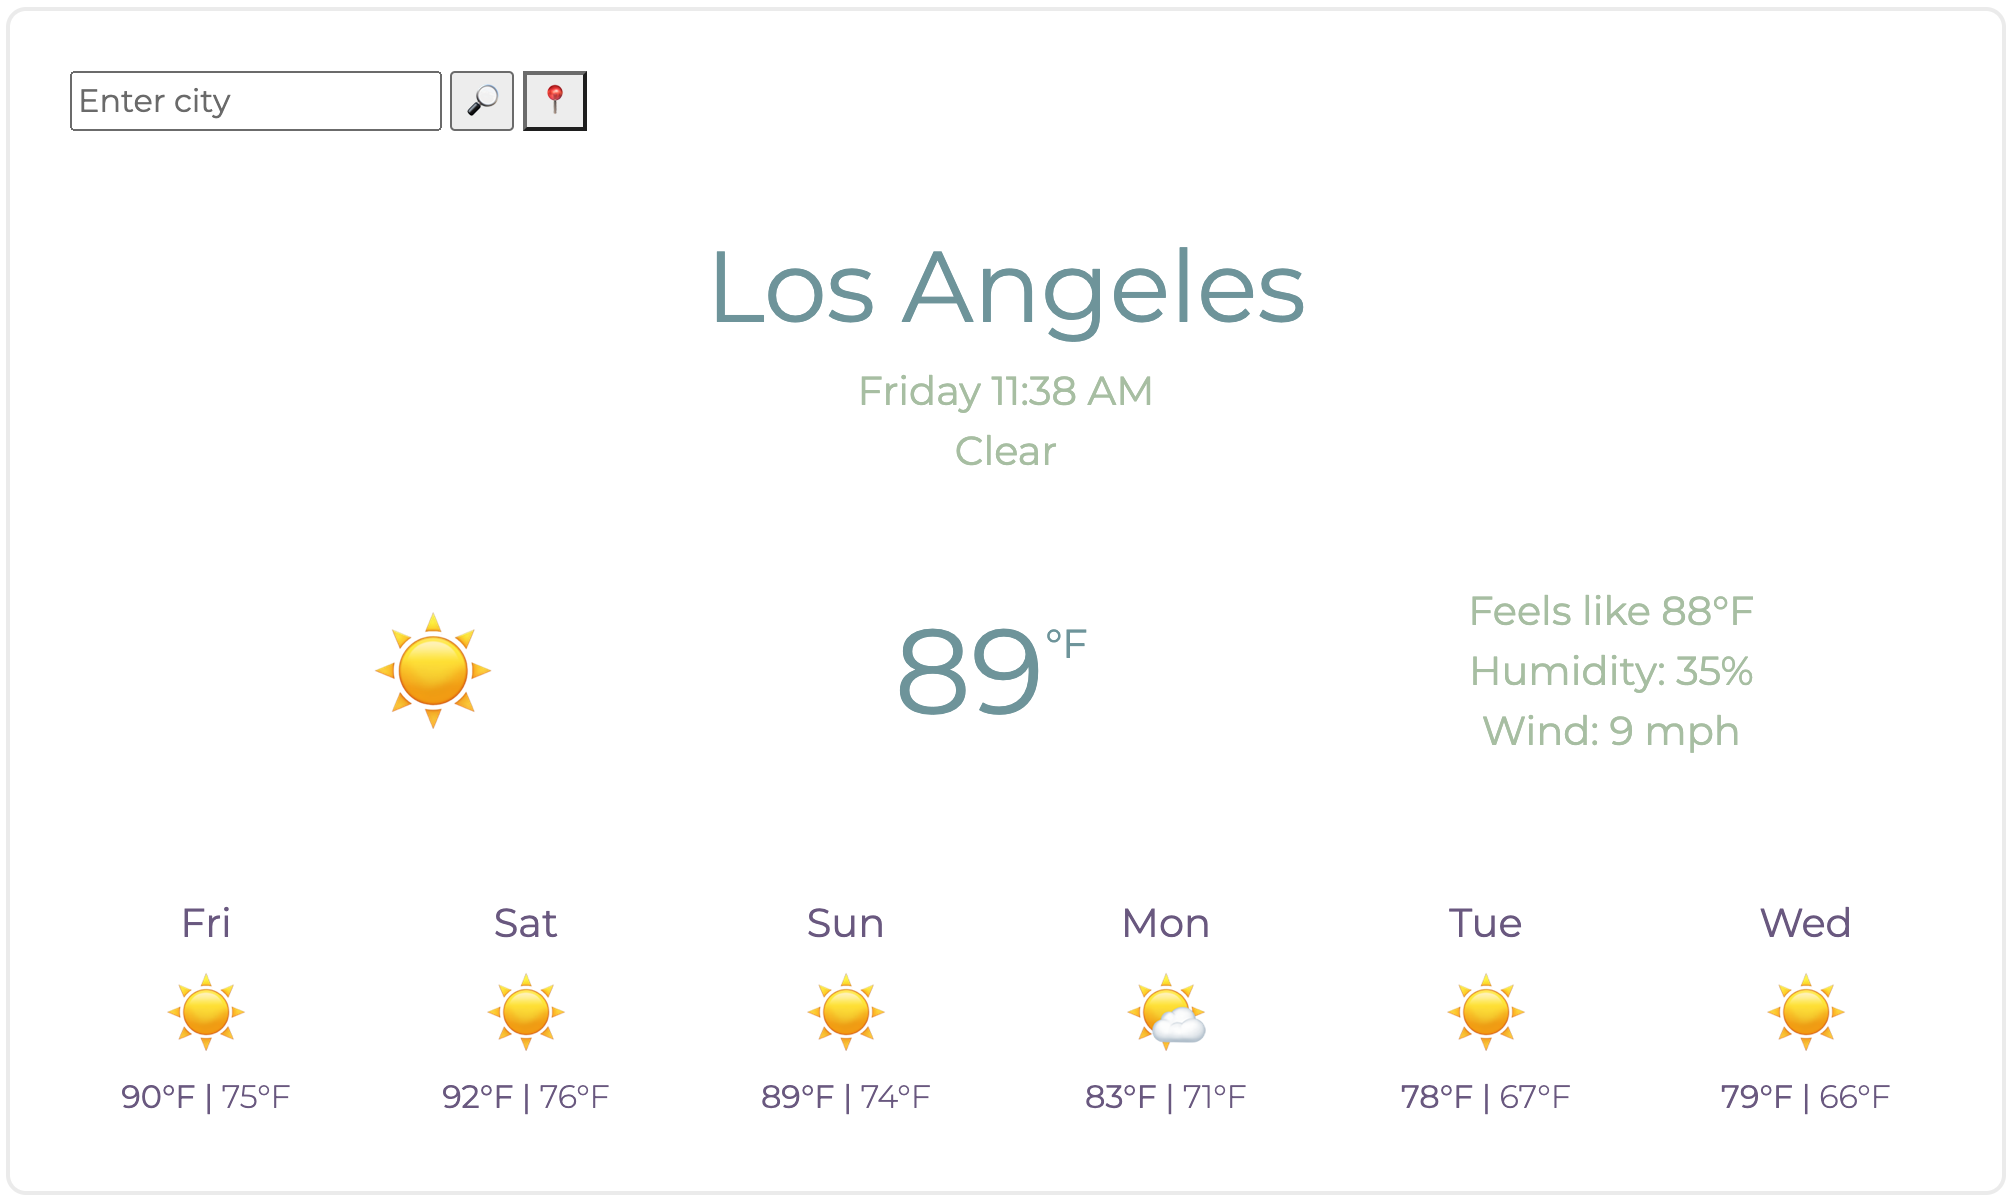 Enter city
Los Angeles
Friday 11:38 AM
Clear
89°F
Feels like 88°F
Humidity: 35%
Wind: 9 mph
Fri Sat Sun Mon Tue Wed
90°F | 75°F 92°F | 76°F 89°F | 74°F 83°F | 71°F 78°F | 67°F 79°F | 66°F